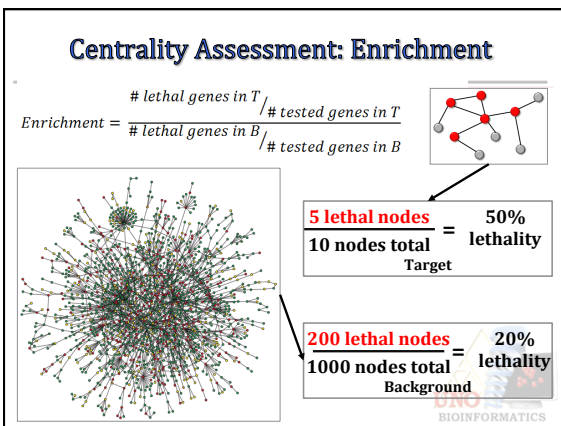 Centrality Assessment: Enrichment
Enrichment = # lethal genes in T / # tested genes in T
# lethal genes in B / # tested genes in B
5 lethal nodes
10 nodes total
= 50% lethality
Target
200 lethal nodes
1000 nodes total
= 20% lethality
Background
UNO
BIOINFORMATICS